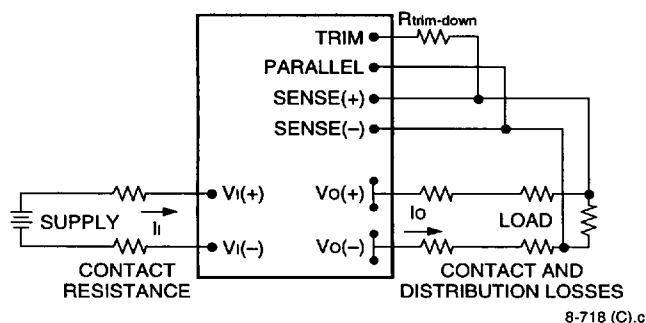 Rtrim-down
TRIM
PARALLEL
SENSE(+)
SENSE(–)
VI(+)
VO(+)
SUPPLY
II
IO
LOAD
VI(–)
VO(–)
CONTACT
RESISTANCE
CONTACT AND
DISTRIBUTION LOSSES
8-718 (C).c